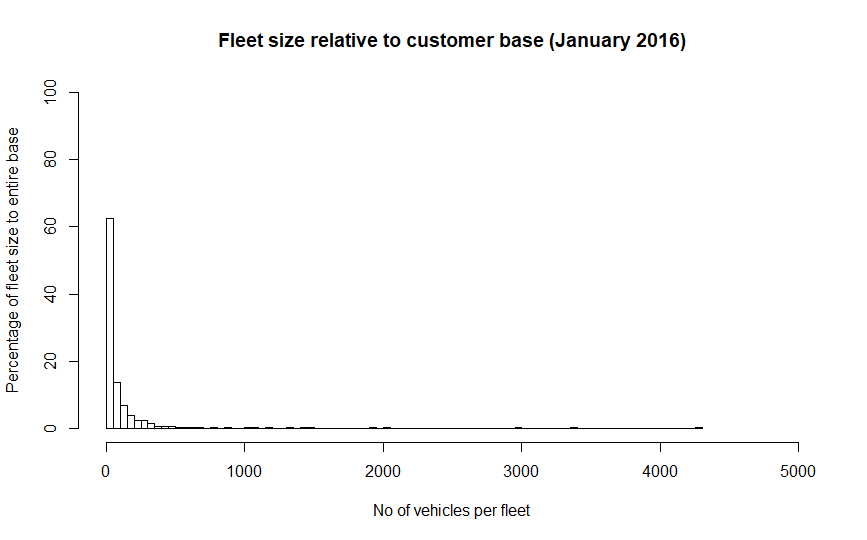 Fleet size relative to customer base (January 2016)
Percentage of fleet size to entire base
100
80
60
40
20
0
0 1000 2000 3000 4000 5000
No of vehicles per fleet